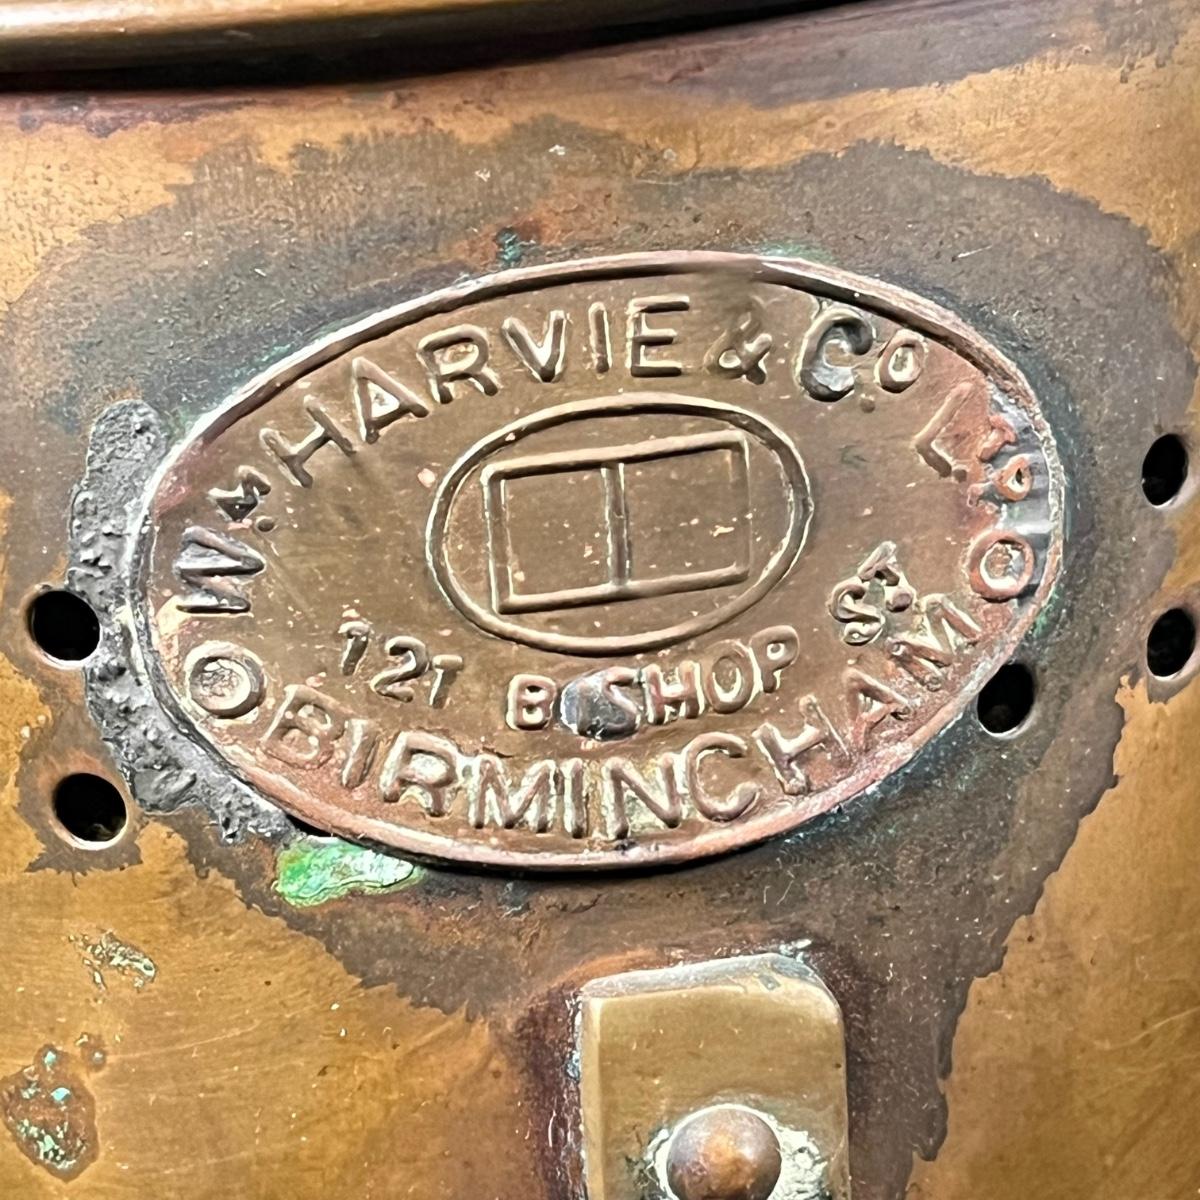 WM HARVIE & CO LTD
121 BISHOP ST
BIRMINGHAM